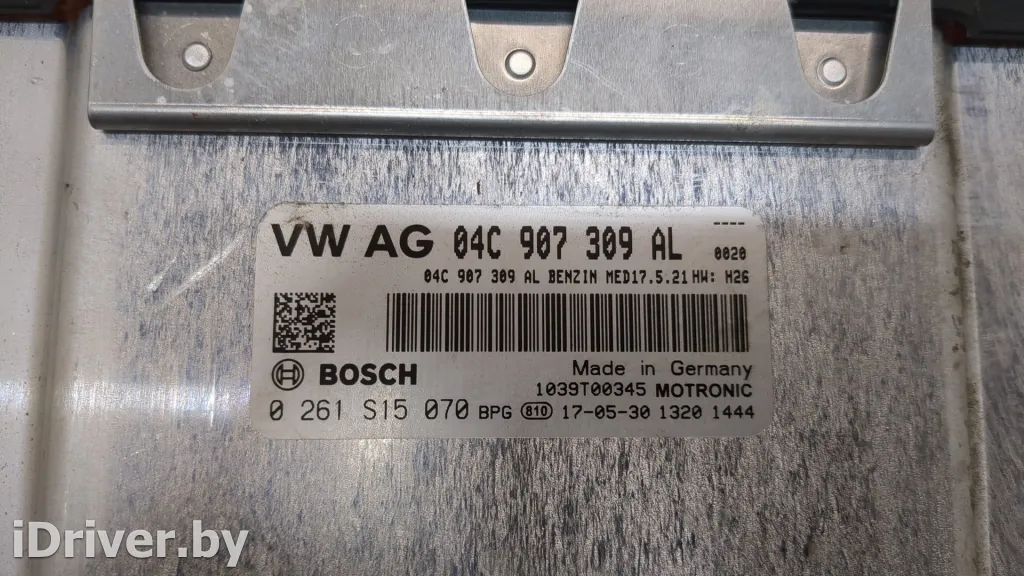 ----
VW AG 04C 907 309 AL 0020
04C 907 309 AL BENZIN MED17.5.21 HW: H26
BOSCH
Made in Germany
1039T00345 MOTRONIC
0 261 S15 070 BPG 810 17-05-30 1320 1444
iDriver.by